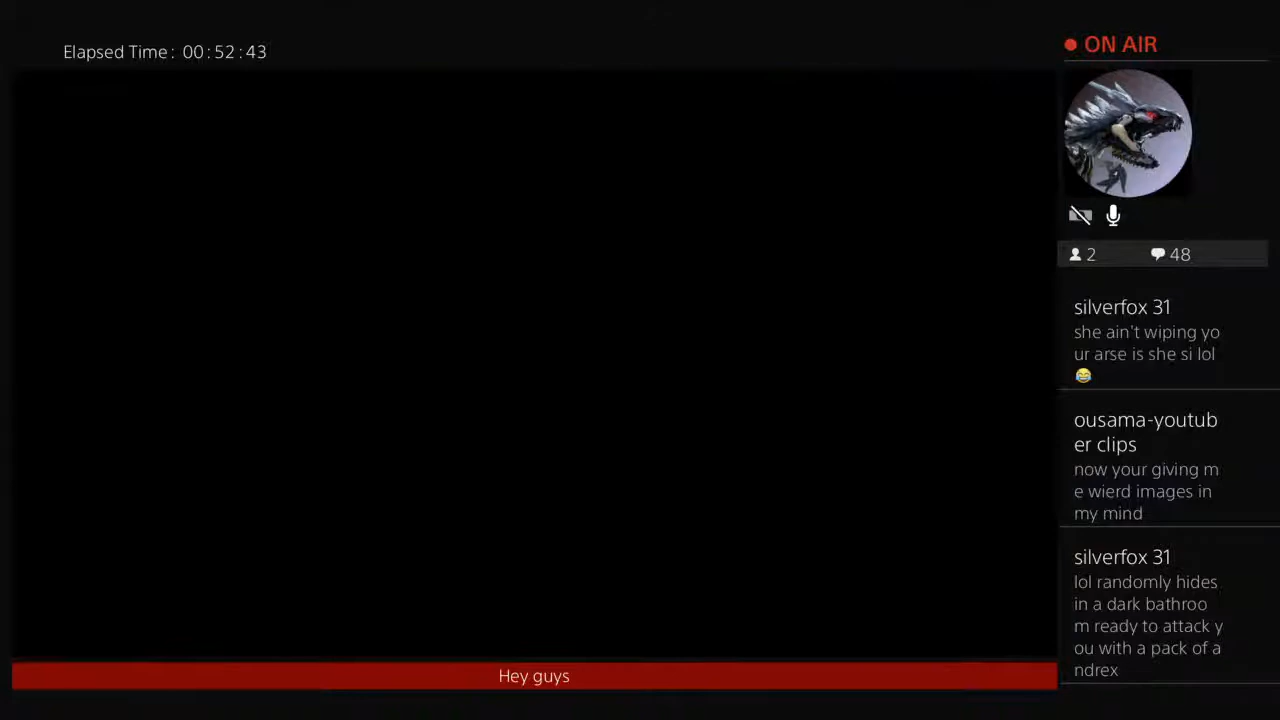 Elapsed Time: 00:52:43
ON AIR
2
48
silverfox 31
she ain't wiping yo
ur arse is she si lol
😂
ousama-youtub
er clips
now your giving m
e wierd images in
my mind
silverfox 31
lol randomly hides
in a dark bathroo
m ready to attack y
ou with a pack of a
ndrex
Hey guys